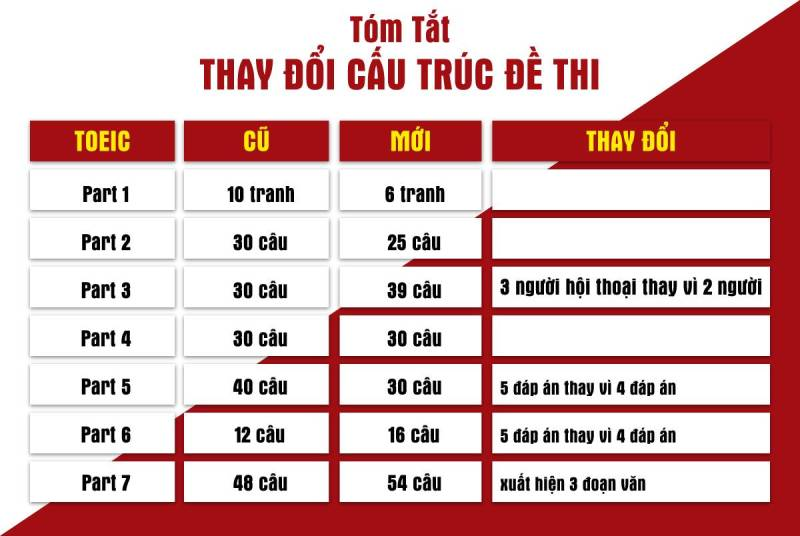 Tóm Tắt
THAY ĐỔI CẤU TRÚC ĐỀ THI
TOEIC CŨ MỚI THAY ĐỔI
Part 1 10 tranh 6 tranh
Part 2 30 câu 25 câu
Part 3 30 câu 39 câu 3 người hội thoại thay vì 2 người
Part 4 30 câu 30 câu
Part 5 40 câu 30 câu 5 đáp án thay vì 4 đáp án
Part 6 12 câu 16 câu 5 đáp án thay vì 4 đáp án
Part 7 48 câu 54 câu xuất hiện 3 đoạn văn